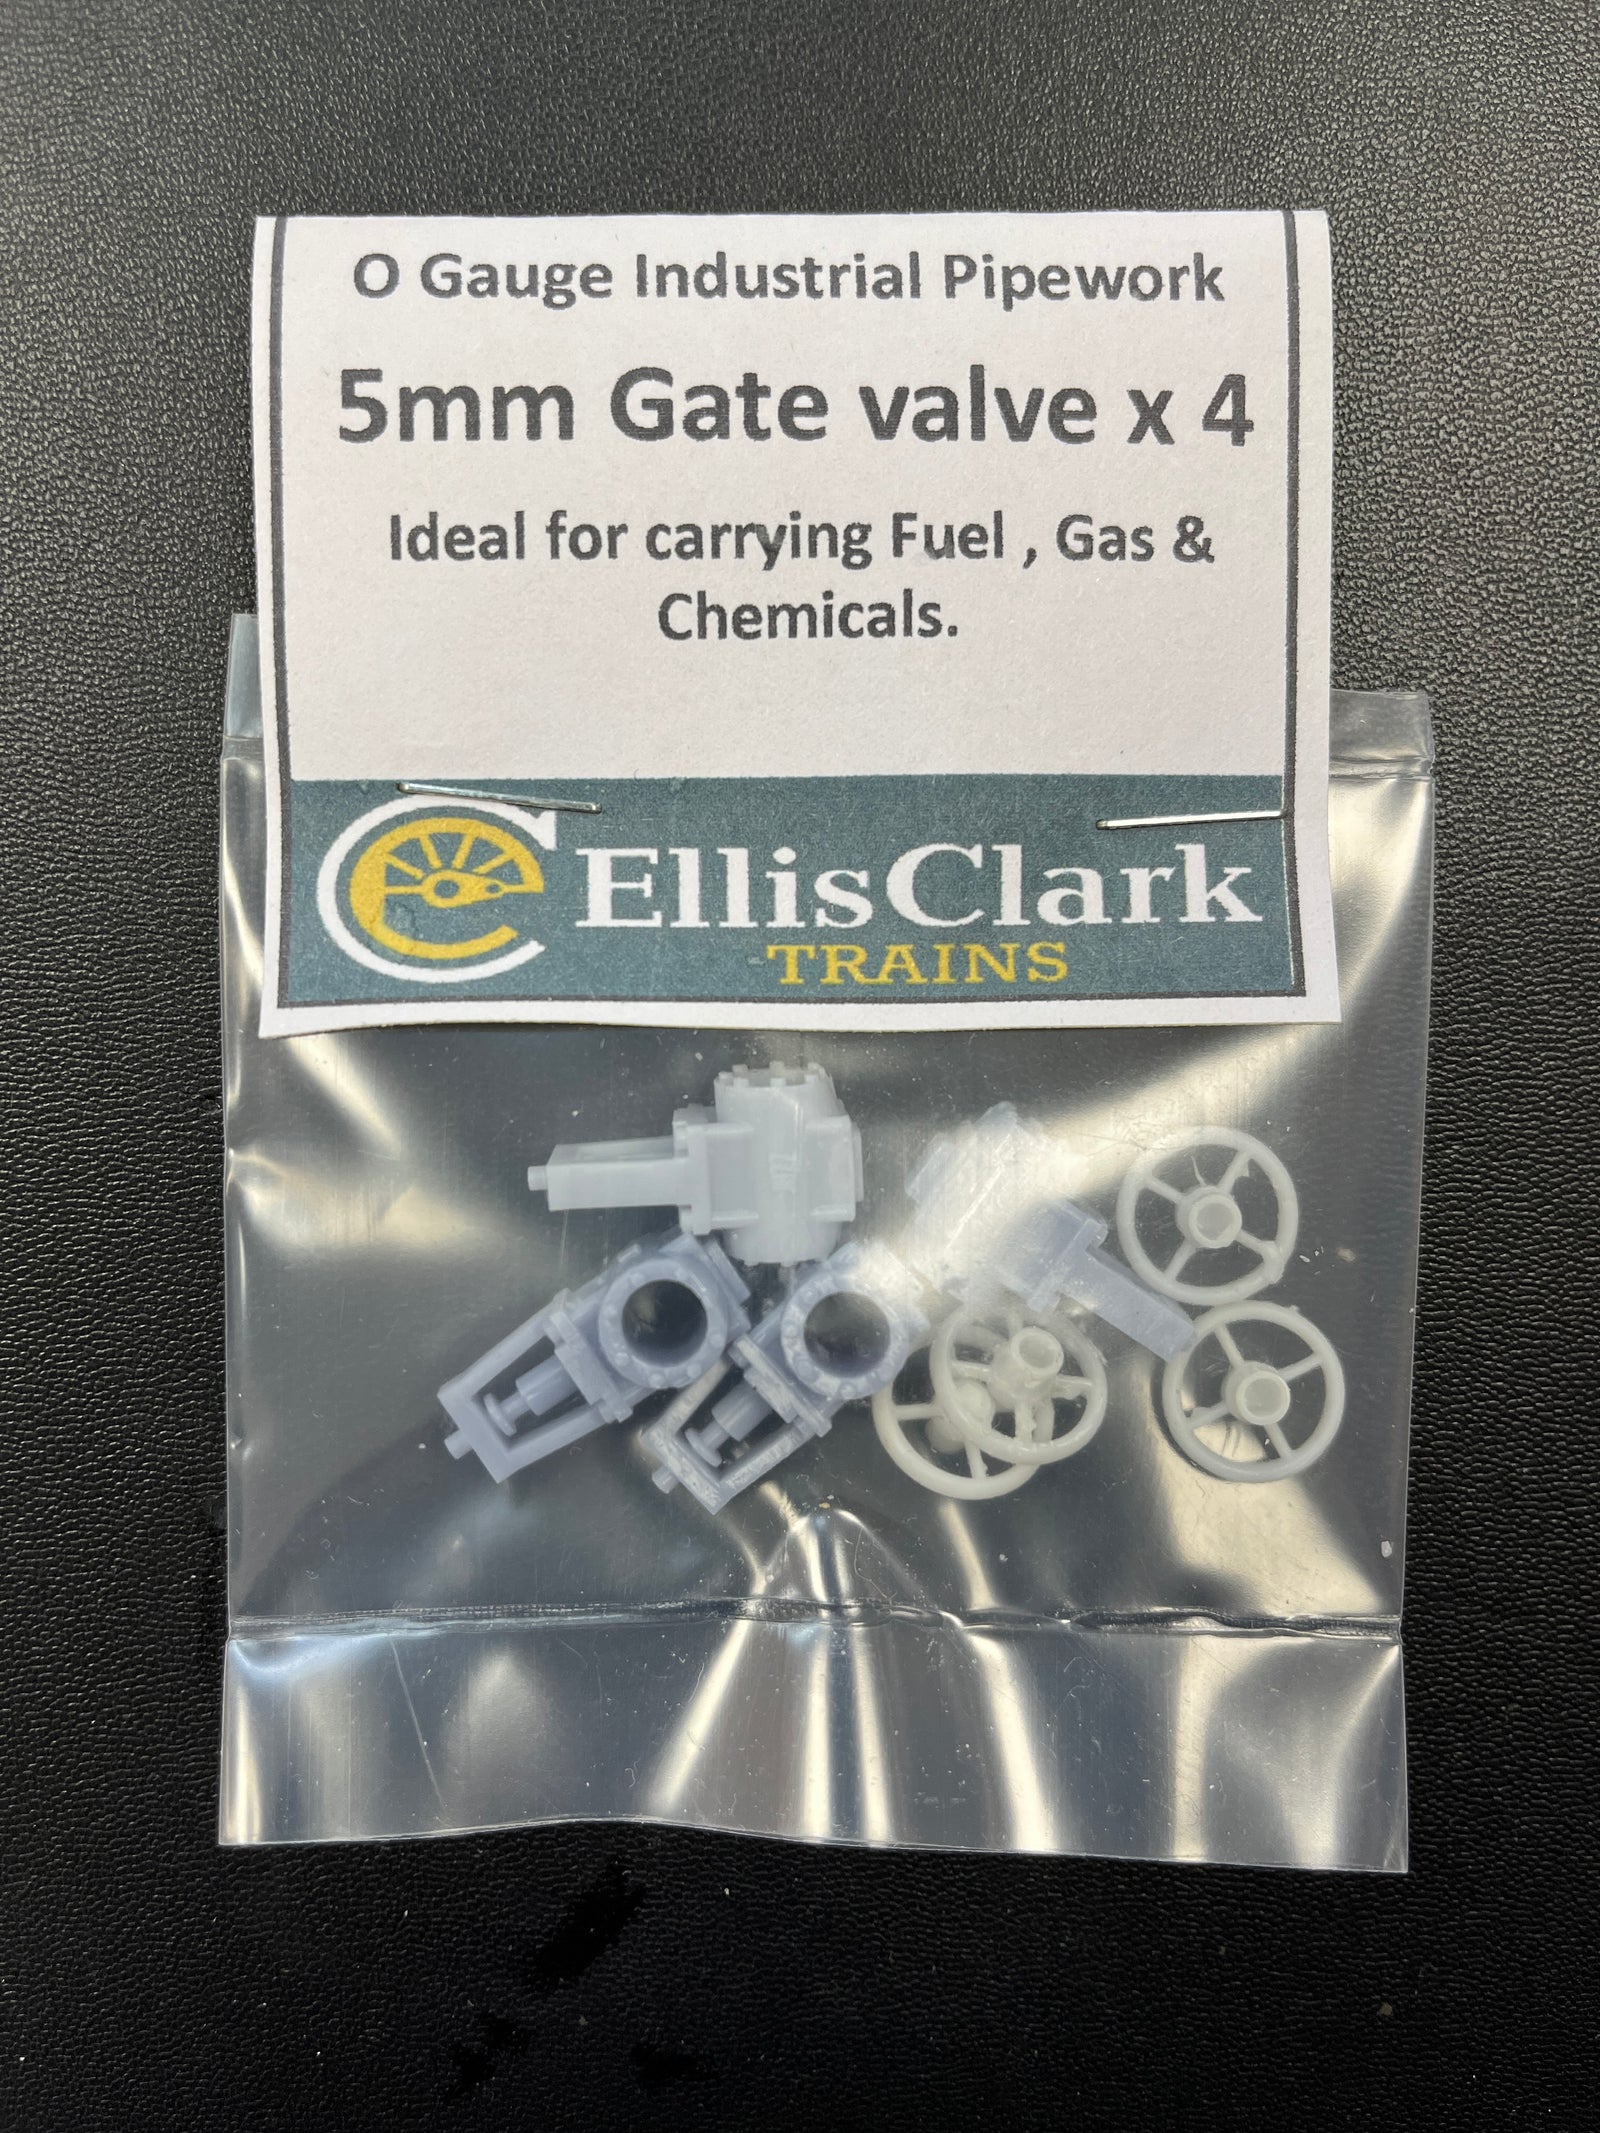 O Gauge Industrial Pipework
5mm Gate valve x 4
Ideal for carrying Fuel , Gas &
Chemicals.
EllisClark
TRAINS